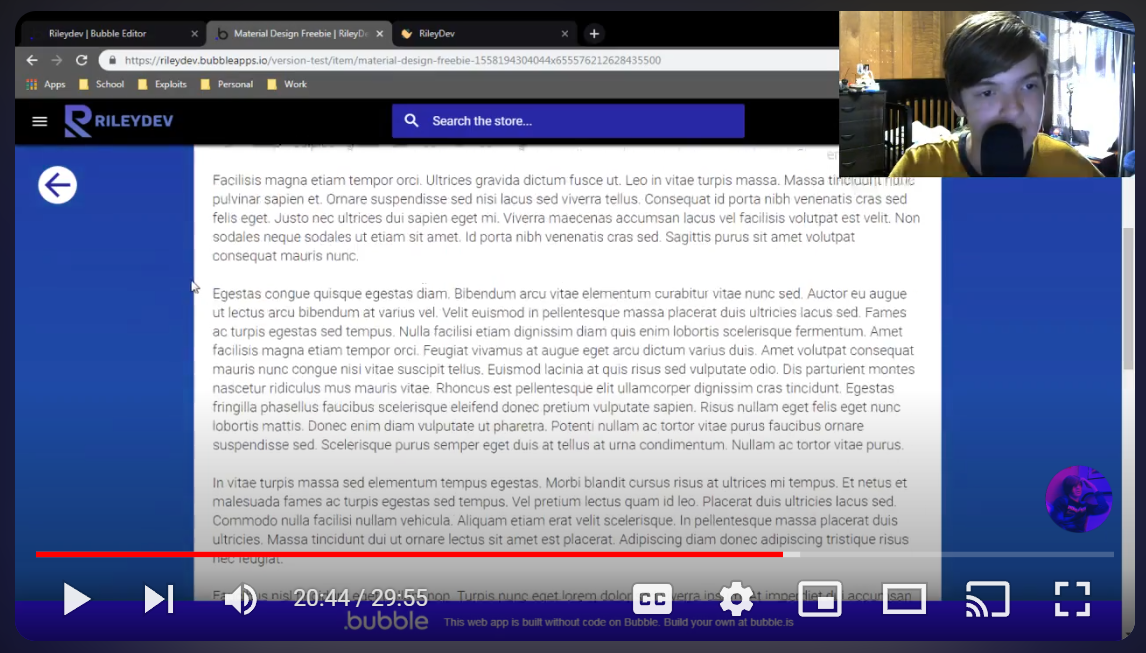 Rileydev | Bubble Editor
Material Design Freebie | RileyD
RileyDev
https://rileydev.bubbleapps.io/version-test/item/material-design-freebie-1558194304044x655576212628435500
Apps School Exploits Personal Work
RILEYDEV
Search the store...
Facilisis magna etiam tempor orci. Ultrices gravida dictum fusce ut. Leo in vitae turpis massa. Massa tincidunt nunc
pulvinar sapien et. Ornare suspendisse sed nisi lacus sed viverra tellus. Consequat id porta nibh venenatis cras sed
felis eget. Justo nec ultrices dui sapien eget mi. Viverra maecenas accumsan lacus vel facilisis volutpat est velit. Non
sodales neque sodales ut etiam sit amet. Id porta nibh venenatis cras sed. Sagittis purus sit amet volutpat
consequat mauris nunc.
Egestas congue quisque egestas diam. Bibendum arcu vitae elementum curabitur vitae nunc sed. Auctor eu augue
ut lectus arcu bibendum at varius vel. Velit euismod in pellentesque massa placerat duis ultricies lacus sed. Fames
ac turpis egestas sed tempus. Nulla facilisi etiam dignissim diam quis enim lobortis scelerisque fermentum. Amet
facilisis magna etiam tempor orci. Feugiat vivamus at augue eget arcu dictum varius duis. Amet volutpat consequat
mauris nunc congue nisi vitae suscipit tellus. Euismod lacinia at quis risus sed vulputate odio. Dis parturient montes
nascetur ridiculus mus mauris vitae. Rhoncus est pellentesque elit ullamcorper dignissim cras tincidunt. Egestas
fringilla phasellus faucibus scelerisque eleifend donec pretium vulputate sapien. Risus nullam eget felis eget nunc
lobortis mattis. Donec enim diam vulputate ut pharetra. Potenti nullam ac tortor vitae purus faucibus ornare
suspendisse sed. Scelerisque purus semper eget duis at tellus at urna condimentum. Nullam ac tortor vitae purus.
In vitae turpis massa sed elementum tempus egestas. Morbi blandit cursus risus at ultrices mi tempus. Et netus et
malesuada fames ac turpis egestas sed tempus. Vel pretium lectus quam id leo. Placerat duis ultricies lacus sed.
Commodo nulla facilisi nullam vehicula. Aliquam etiam erat velit scelerisque. In pellentesque massa placerat duis
ultricies. Massa tincidunt dui ut ornare lectus sit amet est placerat. Adipiscing diam donec adipiscing tristique risus
nec feugiat.
Turpis nunc eget lorem dolor
20:44 / 29:55
CC
.bubble
This web app is built without code on Bubble. Build your own at bubble.is